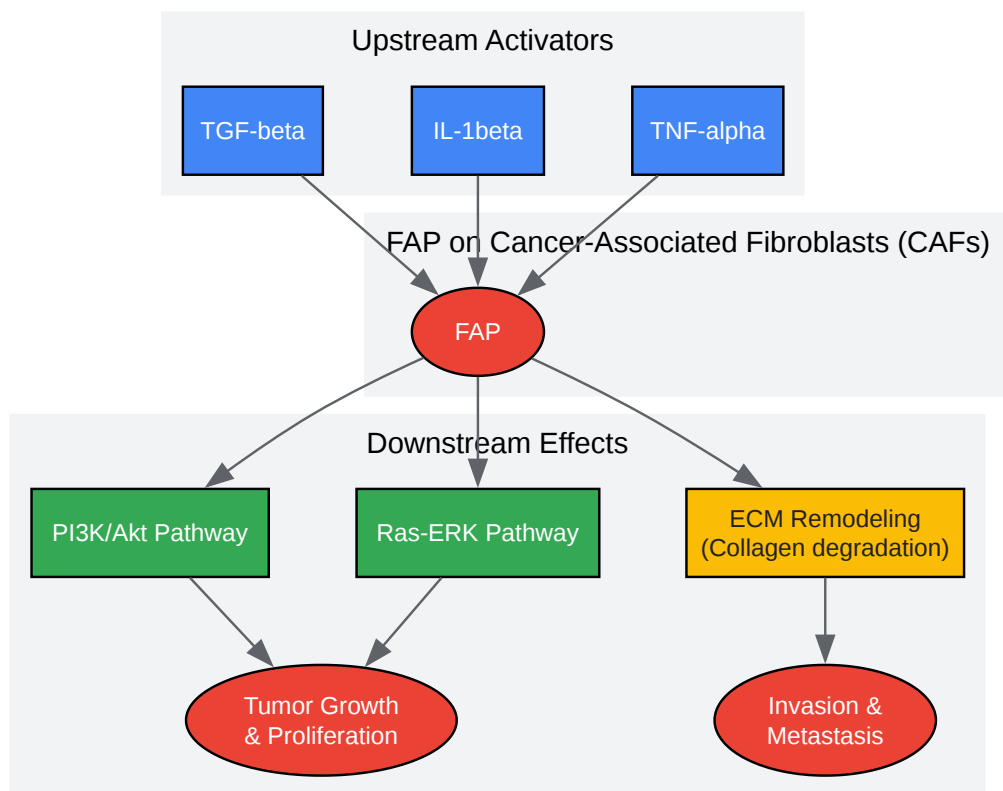 Upstream Activators
TGF-beta
IL-1beta
TNF-alpha
FAP on Cancer-Associated Fibroblasts (CAFs)
FAP
Downstream Effects
PI3K/Akt Pathway
Ras-ERK Pathway
ECM Remodeling
(Collagen degradation)
Tumor Growth
& Proliferation
Invasion &
Metastasis